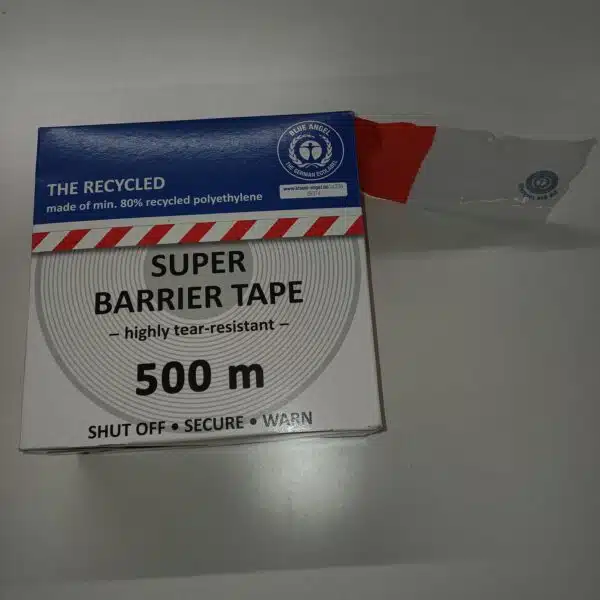 BLUE ANGEL
THE GERMAN ECOLABEL
THE RECYCLED
made of min. 80% recycled polyethylene
SUPER
BARRIER TAPE
– highly tear-resistant –
500 m
SHUT OFF • SECURE • WARN